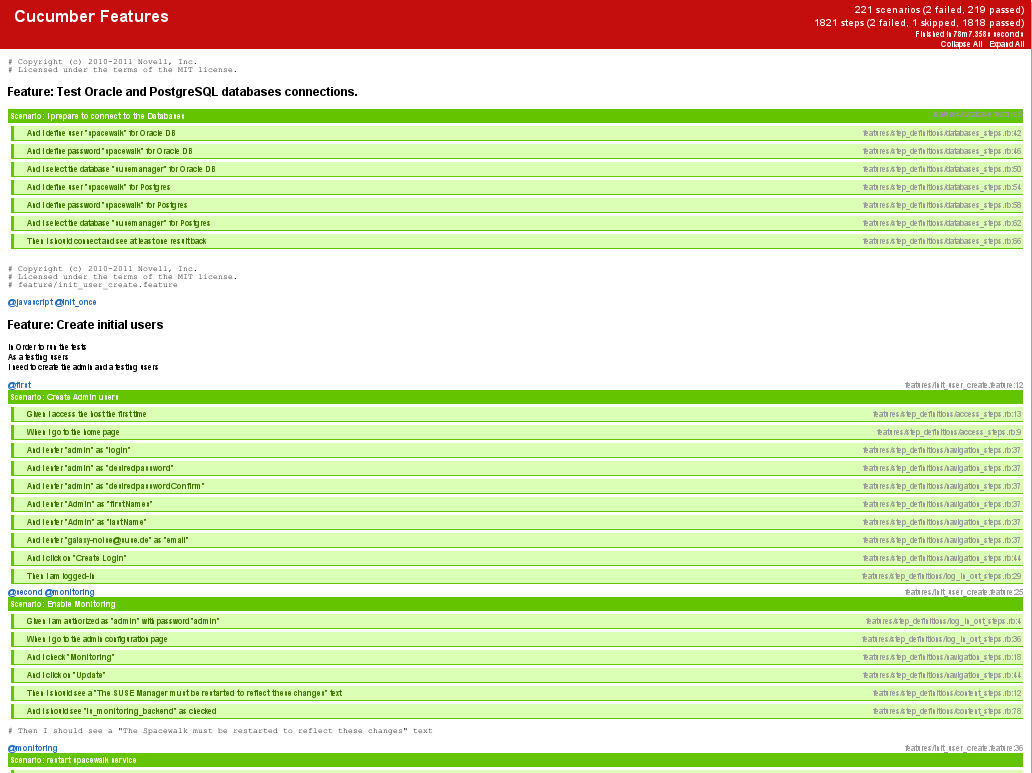 Cucumber Features
221 scenarios (2 failed, 219 passed)
1821 steps (2 failed, 1 skipped, 1818 passed)
Finished in 78m7.358s seconds
Collapse All Expand All
# Copyright (c) 2010-2011 Novell, Inc.
# Licensed under the terms of the MIT license.
Feature: Test Oracle and PostgreSQL databases connections.
Scenario: I prepare to connect to the Databases
And I define user "spacewalk" for Oracle DB features/step_definitions/databases_steps.rb:42
And I define password "spacewalk" for Oracle DB features/step_definitions/databases_steps.rb:46
And I select the database "susemanager" for Oracle DB features/step_definitions/databases_steps.rb:50
And I define user "spacewalk" for Postgres features/step_definitions/databases_steps.rb:54
And I define password "spacewalk" for Postgres features/step_definitions/databases_steps.rb:58
And I select the database "susemanager" for Postgres features/step_definitions/databases_steps.rb:62
Then I should connect and see at least one result back features/step_definitions/databases_steps.rb:66
# Copyright (c) 2010-2011 Novell, Inc.
# Licensed under the terms of the MIT license.
# feature/init_user_create.feature
@javascript @init_once
Feature: Create initial users
In Order to run the tests
As a testing users
I need to create the admin and a testing users
@first features/init_user_create.feature:12
Scenario: Create Admin users
Given I access the host the first time features/step_definitions/access_steps.rb:13
When I go to the home page features/step_definitions/access_steps.rb:9
And I enter "admin" as "login" features/step_definitions/navigation_steps.rb:37
And I enter "admin" as "desiredpassword" features/step_definitions/navigation_steps.rb:37
And I enter "admin" as "desiredpasswordConfirm" features/step_definitions/navigation_steps.rb:37
And I enter "Admin" as "firstNames" features/step_definitions/navigation_steps.rb:37
And I enter "Admin" as "lastName" features/step_definitions/navigation_steps.rb:37
And I enter "galaxy-noise@suse.de" as "email" features/step_definitions/navigation_steps.rb:37
And I click on "Create Login" features/step_definitions/navigation_steps.rb:44
Then I am logged-in features/step_definitions/log_in_out_steps.rb:29
@second @monitoring features/init_user_create.feature:25
Scenario: Enable Monitoring
Given I am authorized as "admin" with password "admin" features/step_definitions/log_in_out_steps.rb:4
When I go to the admin configuration page features/step_definitions/log_in_out_steps.rb:36
And I check "Monitoring" features/step_definitions/navigation_steps.rb:18
And I click on "Update" features/step_definitions/navigation_steps.rb:44
Then I should see a "The SUSE Manager must be restarted to reflect these changes" text features/step_definitions/content_steps.rb:12
And I should see "is_monitoring_backend" as checked features/step_definitions/content_steps.rb:78
# Then I should see a "The Spacewalk must be restarted to reflect these changes" text
@monitoring features/init_user_create.feature:36
Scenario: restart spacewalk service